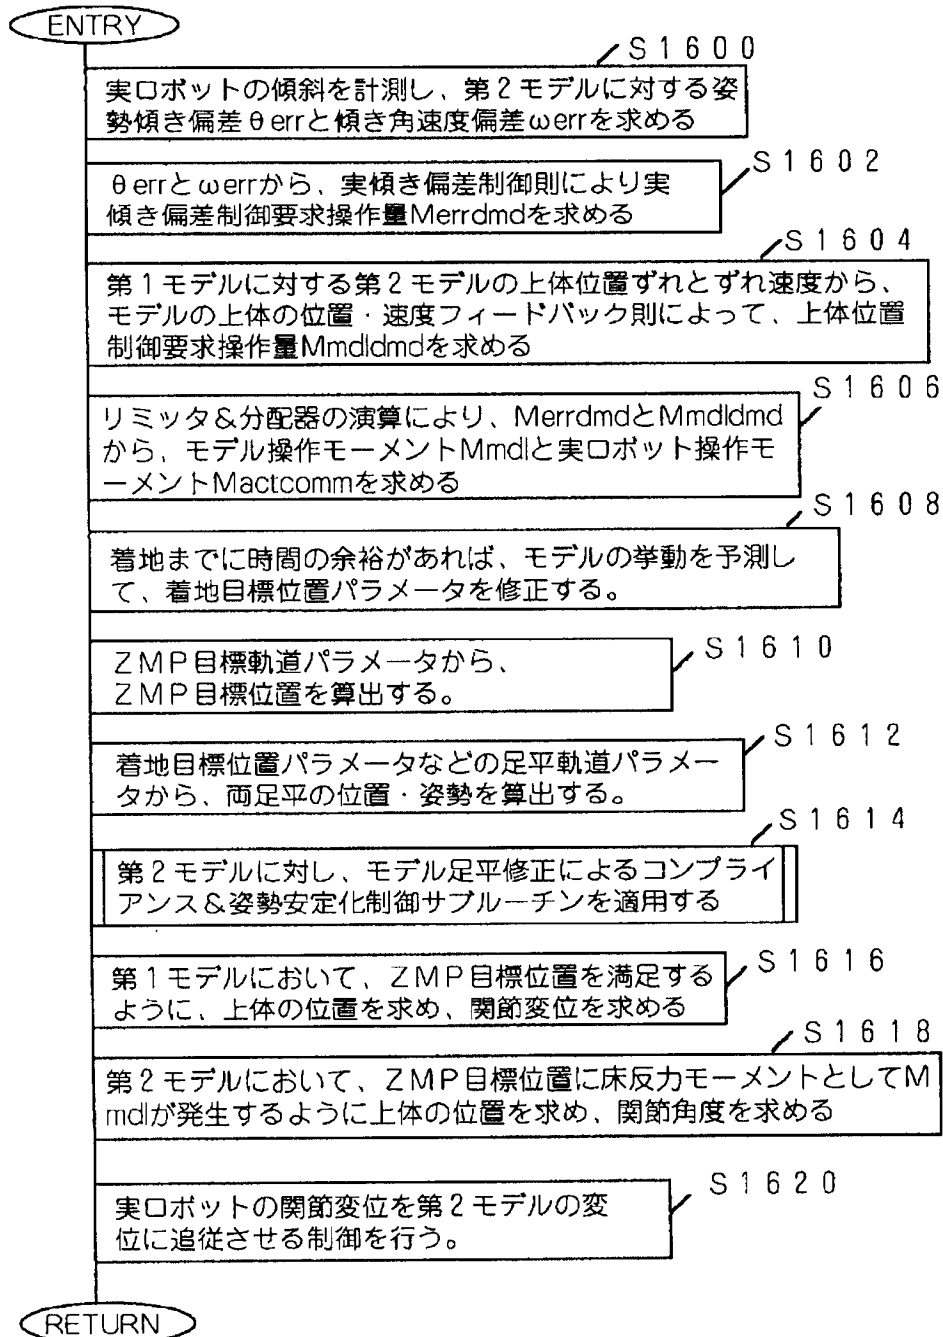 ENTRY
S1600
実ロボットの傾斜を計測し、第2モデルに対する姿
勢傾き偏差θerrと傾き角速度偏差ωerrを求める
S1602
θerrとωerrから、実傾き偏差制御則により実
傾き偏差制御要求操作量Merrdmdを求める
S1604
第1モデルに対する第2モデルの上体位置ずれとずれ速度から、
モデルの上体の位置・速度フィードバック則によって、上体位置
制御要求操作量Mmdldmdを求める
S1606
リミッタ&分配器の演算により、MerrdmdとMmdldmd
から、モデル操作モーメントMmdlと実ロボット操作モ
ーメントMactcommを求める
S1608
着地までに時間の余裕があれば、モデルの挙動を予測し
て、着地目標位置パラメータを修正する。
S1610
ZMP目標軌道パラメータから、
ZMP目標位置を算出する。
S1612
着地目標位置パラメータなどの足平軌道パラメー
タから、両足平の位置・姿勢を算出する。
S1614
第2モデルに対し、モデル足平修正によるコンプライ
アンス&姿勢安定化制御サブルーチンを適用する
S1616
第1モデルにおいて、ZMP目標位置を満足する
ように、上体の位置を求め、関節変位を求める
S1618
第2モデルにおいて、ZMP目標位置に床反力モーメントとしてM
mdlが発生するように上体の位置を求め、関節角度を求める
S1620
実ロボットの関節変位を第2モデルの変
位に追従させる制御を行う。
RETURN